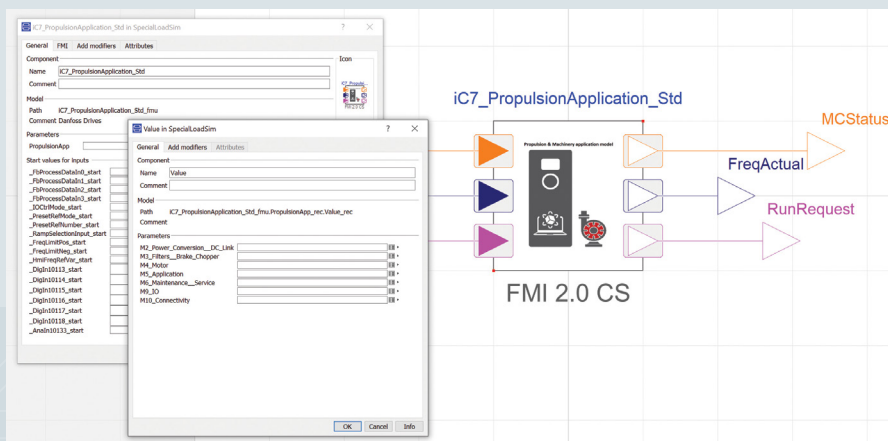 iC7_PropulsionApplication_Std in SpecialLoadSim
General FMI Add modifiers Attributes
Component
Icon
Name iC7_PropulsionApplication_Std
Comment
Model
Path iC7_PropulsionApplication_Std_fmu
Comment Danfoss Drives
FMI 2.0 CS
Parameters
PropulsionApp
Start values for inputs
_FbProcessDataIn0_start
_FbProcessDataIn1_start
_FbProcessDataIn2_start
_FbProcessDataIn3_start
_IOCtrlMode_start
_PresetRefMode_start
_PresetRefNumber_start
_RampSelectionInput_start
_FreqLimitPos_start
_FreqLimitNeg_start
_HmiFreqRefVar_start
_DigIn10113_start
_DigIn10114_start
_DigIn10115_start
_DigIn10116_start
_DigIn10117_start
_DigIn10118_start
_AnaIn10133_start
Value in SpecialLoadSim
General Add modifiers Attributes
Component
Name Value
Comment
Model
Path iC7_PropulsionApplication_Std_fmu.PropulsionApp_rec.Value_rec
Comment
Parameters
M2_Power_Conversion__DC_Link
M3_Filters__Brake_Chopper
M4_Motor
M5_Application
M6_Maintenance__Service
M9_IO
M10_Connectivity
OK Cancel Info
iC7_PropulsionApplication_Std
Propulsion & Machinery application model
MCStatus
FreqActual
RunRequest
FMI 2.0 CS